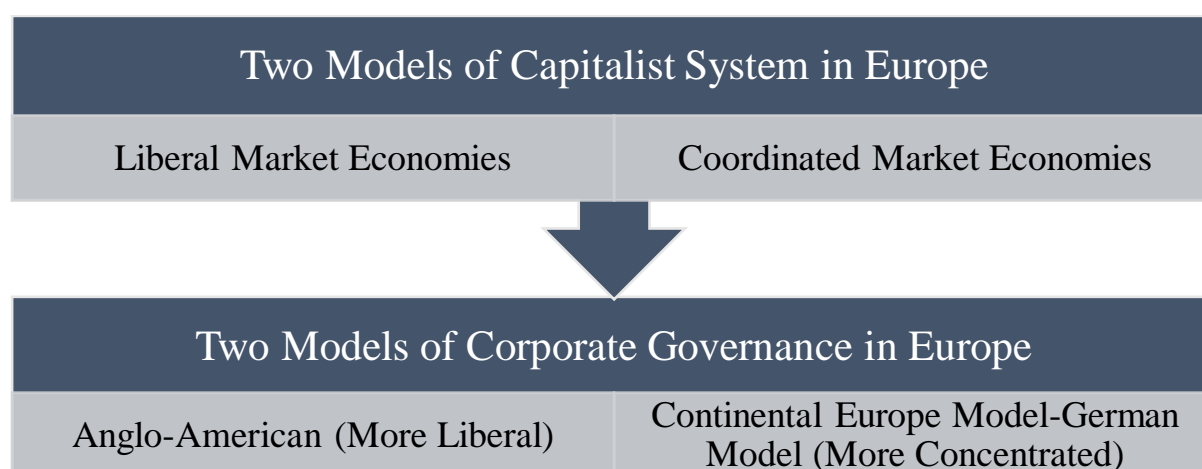 Two Models of Capitalist System in Europe
Liberal Market Economies
Coordinated Market Economies
Two Models of Corporate Governance in Europe
Anglo-American (More Liberal)
Continental Europe Model-German
Model (More Concentrated)